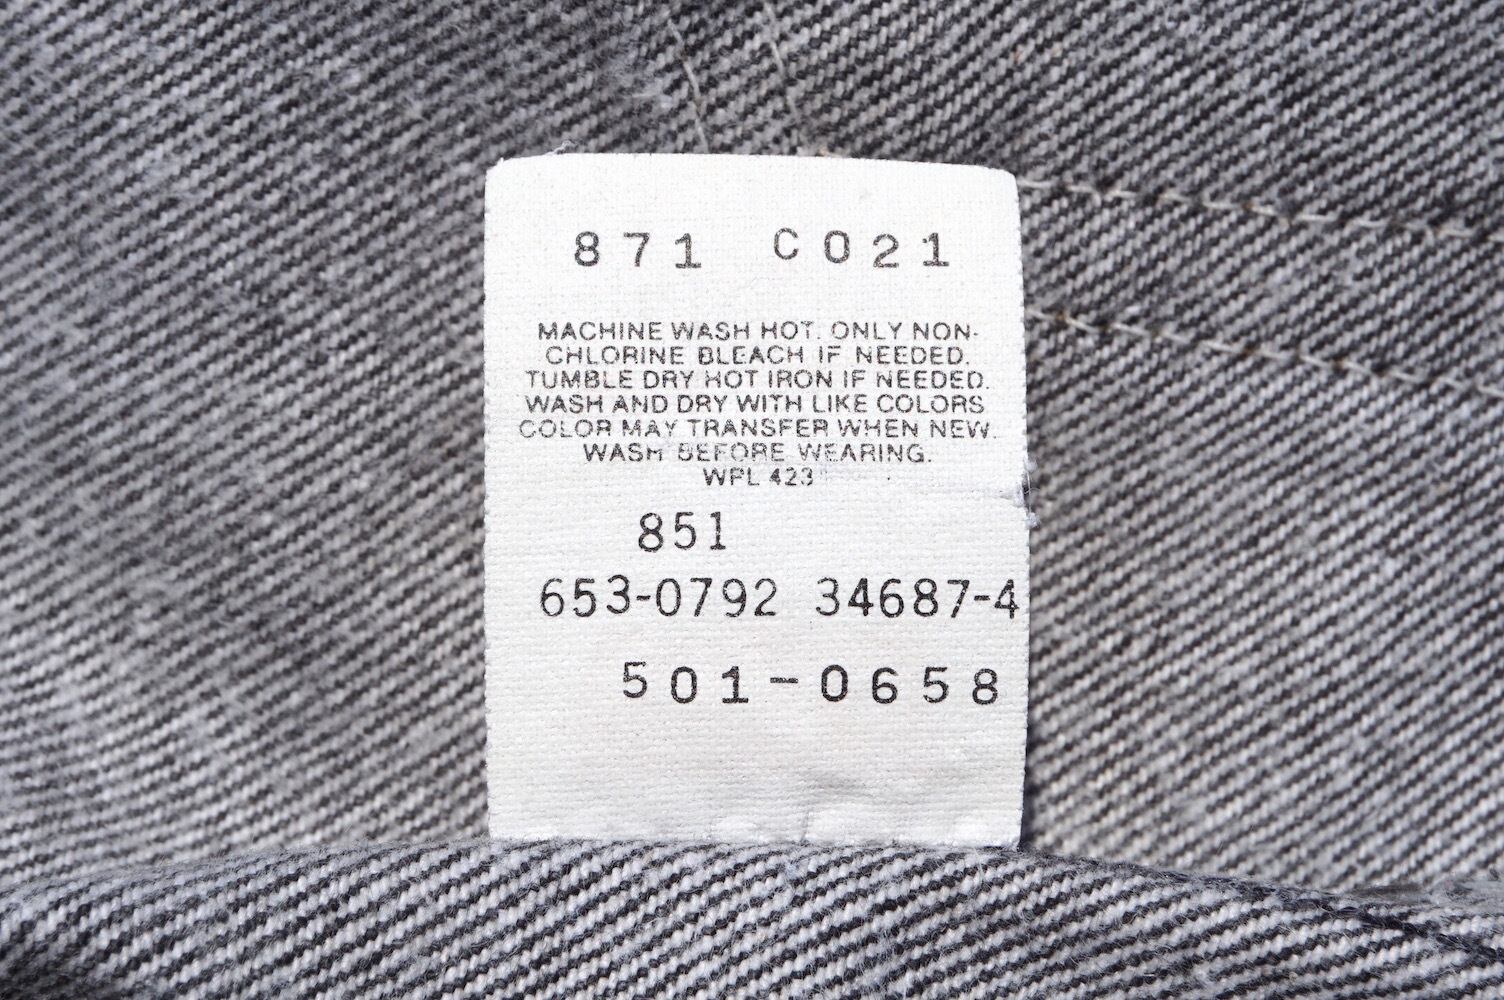 871 C021
MACHINE WASH HOT. ONLY NON-
CHLORINE BLEACH IF NEEDED.
TUMBLE DRY HOT IRON IF NEEDED.
WASH AND DRY WITH LIKE COLORS
COLOR MAY TRANSFER WHEN NEW.
WASH BEFORE WEARING.
WPL 423
851
653-0792 34687-4
501-0658